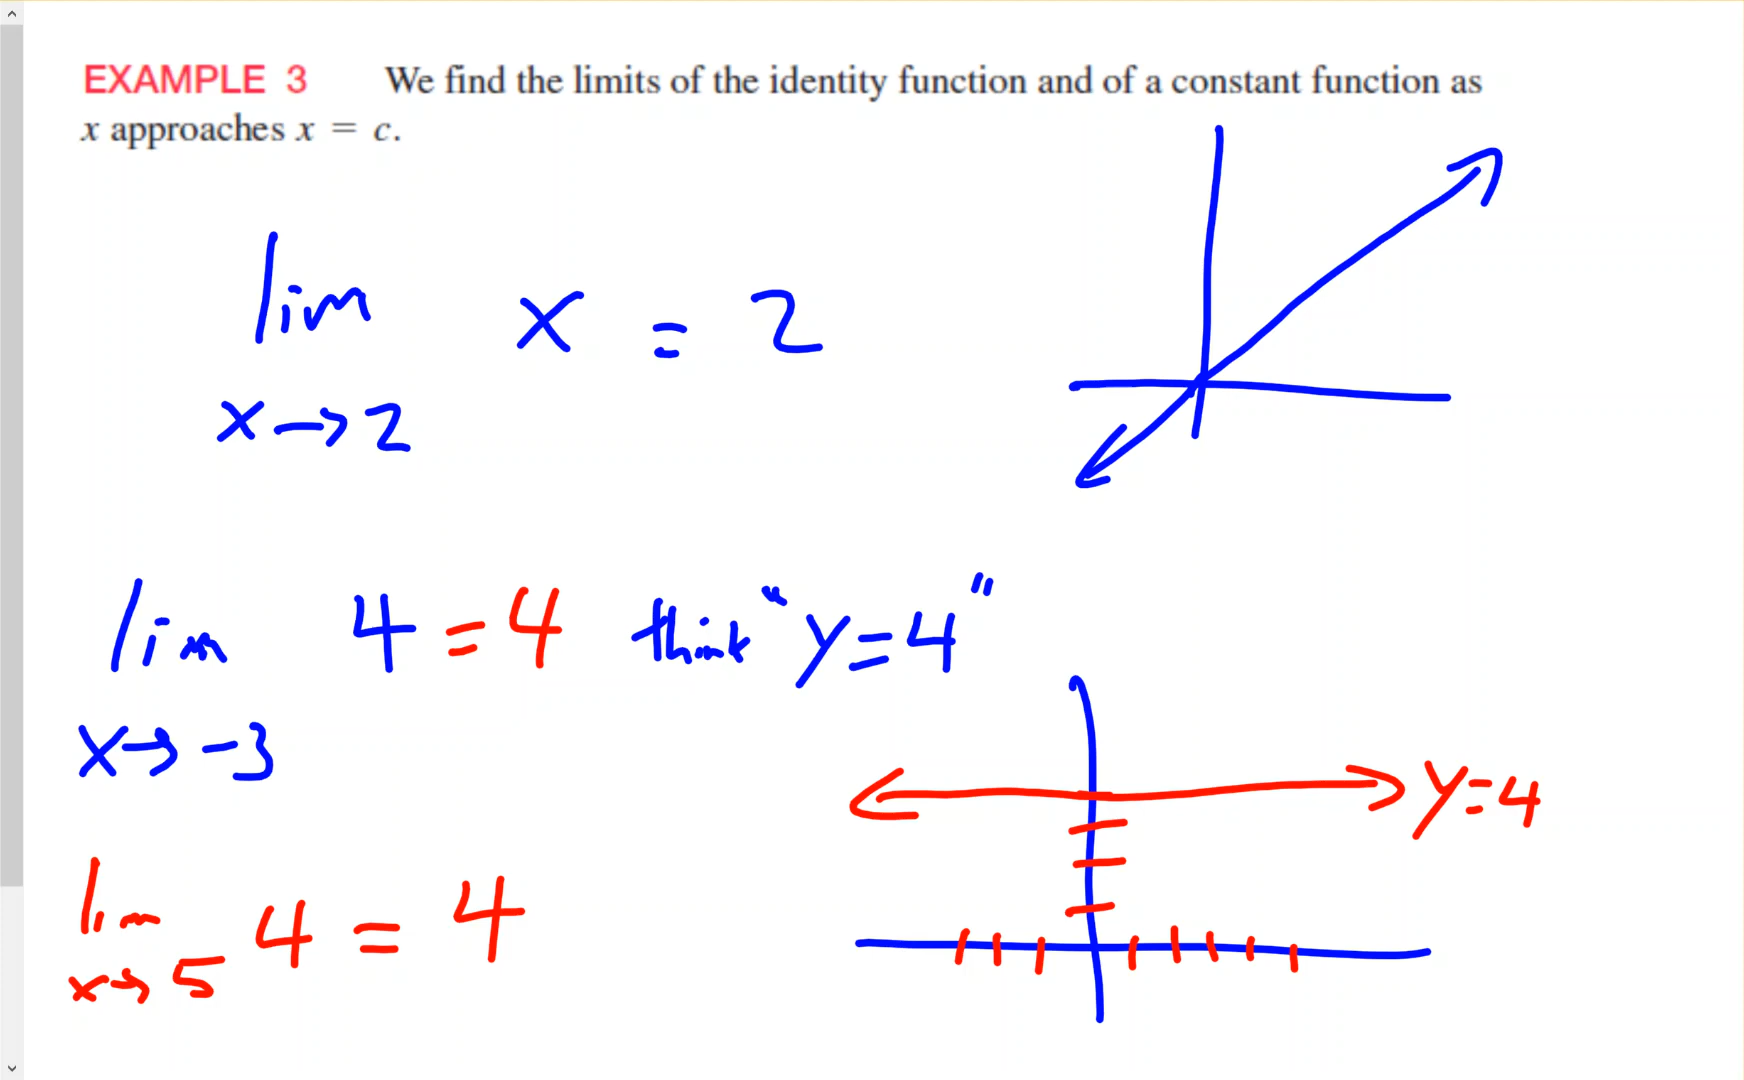 EXAMPLE 3 We find the limits of the identity function and of a constant function as
x approaches x = c.
lim x = 2
x→2
lim 4 = 4 think "y=4"
x→-3
y=4
lim 4 = 4
x→5